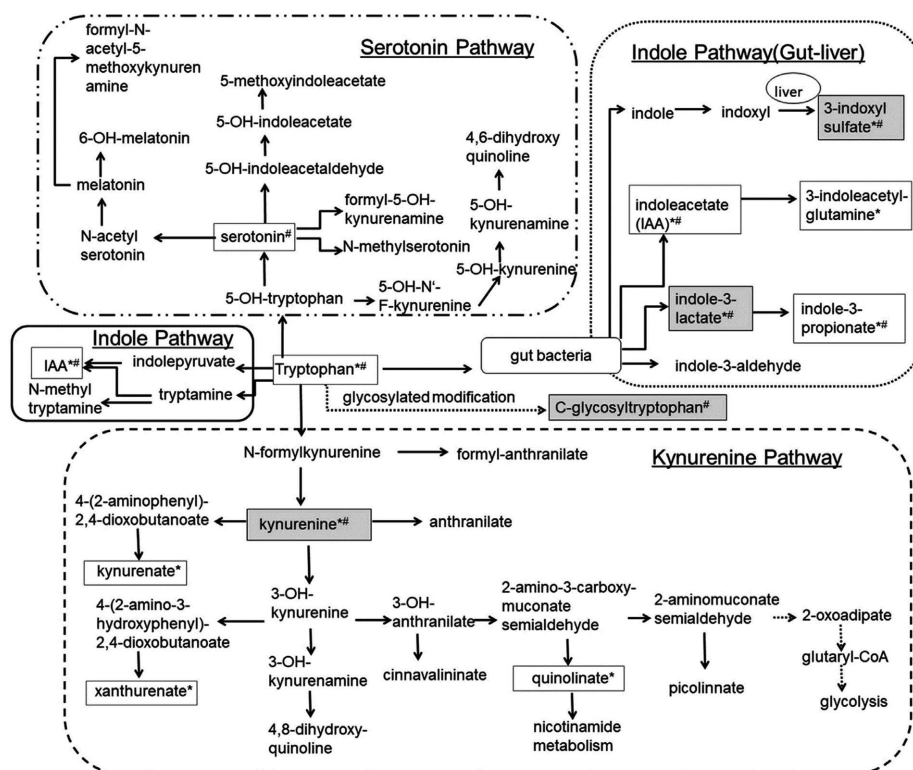 Serotonin Pathway
formyl-N-
acetyl-5-
methoxykynuren
amine
5-methoxyindoleacetate
5-OH-indoleacetate
6-OH-melatonin
5-OH-indoleacetaldehyde
melatonin
N-acetyl
serotonin
serotonin#
formyl-5-OH-
kynurenamine
N-methylserotonin
4,6-dihydroxy
quinoline
5-OH-
kynurenamine
5-OH-kynurenine
5-OH-tryptophan
5-OH-N'-
F-kynurenine
Indole Pathway(Gut-liver)
liver
indole
indoxyl
3-indoxyl
sulfate*#
indoleacetate
(IAA)*#
3-indoleacetyl-
glutamine*
indole-3-
lactate*#
indole-3-
propionate*#
indole-3-aldehyde
gut bacteria
Indole Pathway
IAA*#
indolepyruvate
N-methyl
tryptamine
tryptamine
Tryptophan*#
glycosylated modification
C-glycosyltryptophan#
Kynurenine Pathway
N-formylkynurenine
formyl-anthranilate
4-(2-aminophenyl)-
2,4-dioxobutanoate
kynurenine*#
anthranilate
kynurenate*
4-(2-amino-3-
hydroxyphenyl)-
2,4-dioxobutanoate
xanthurenate*
3-OH-
kynurenine
3-OH-
kynurenamine
4,8-dihydroxy-
quinoline
3-OH-
anthranilate
cinnavalininate
2-amino-3-carboxy-
muconate
semialdehyde
quinolinate*
nicotinamide
metabolism
2-aminomuconate
semialdehyde
picolinnate
2-oxoadipate
glutaryl-CoA
glycolysis